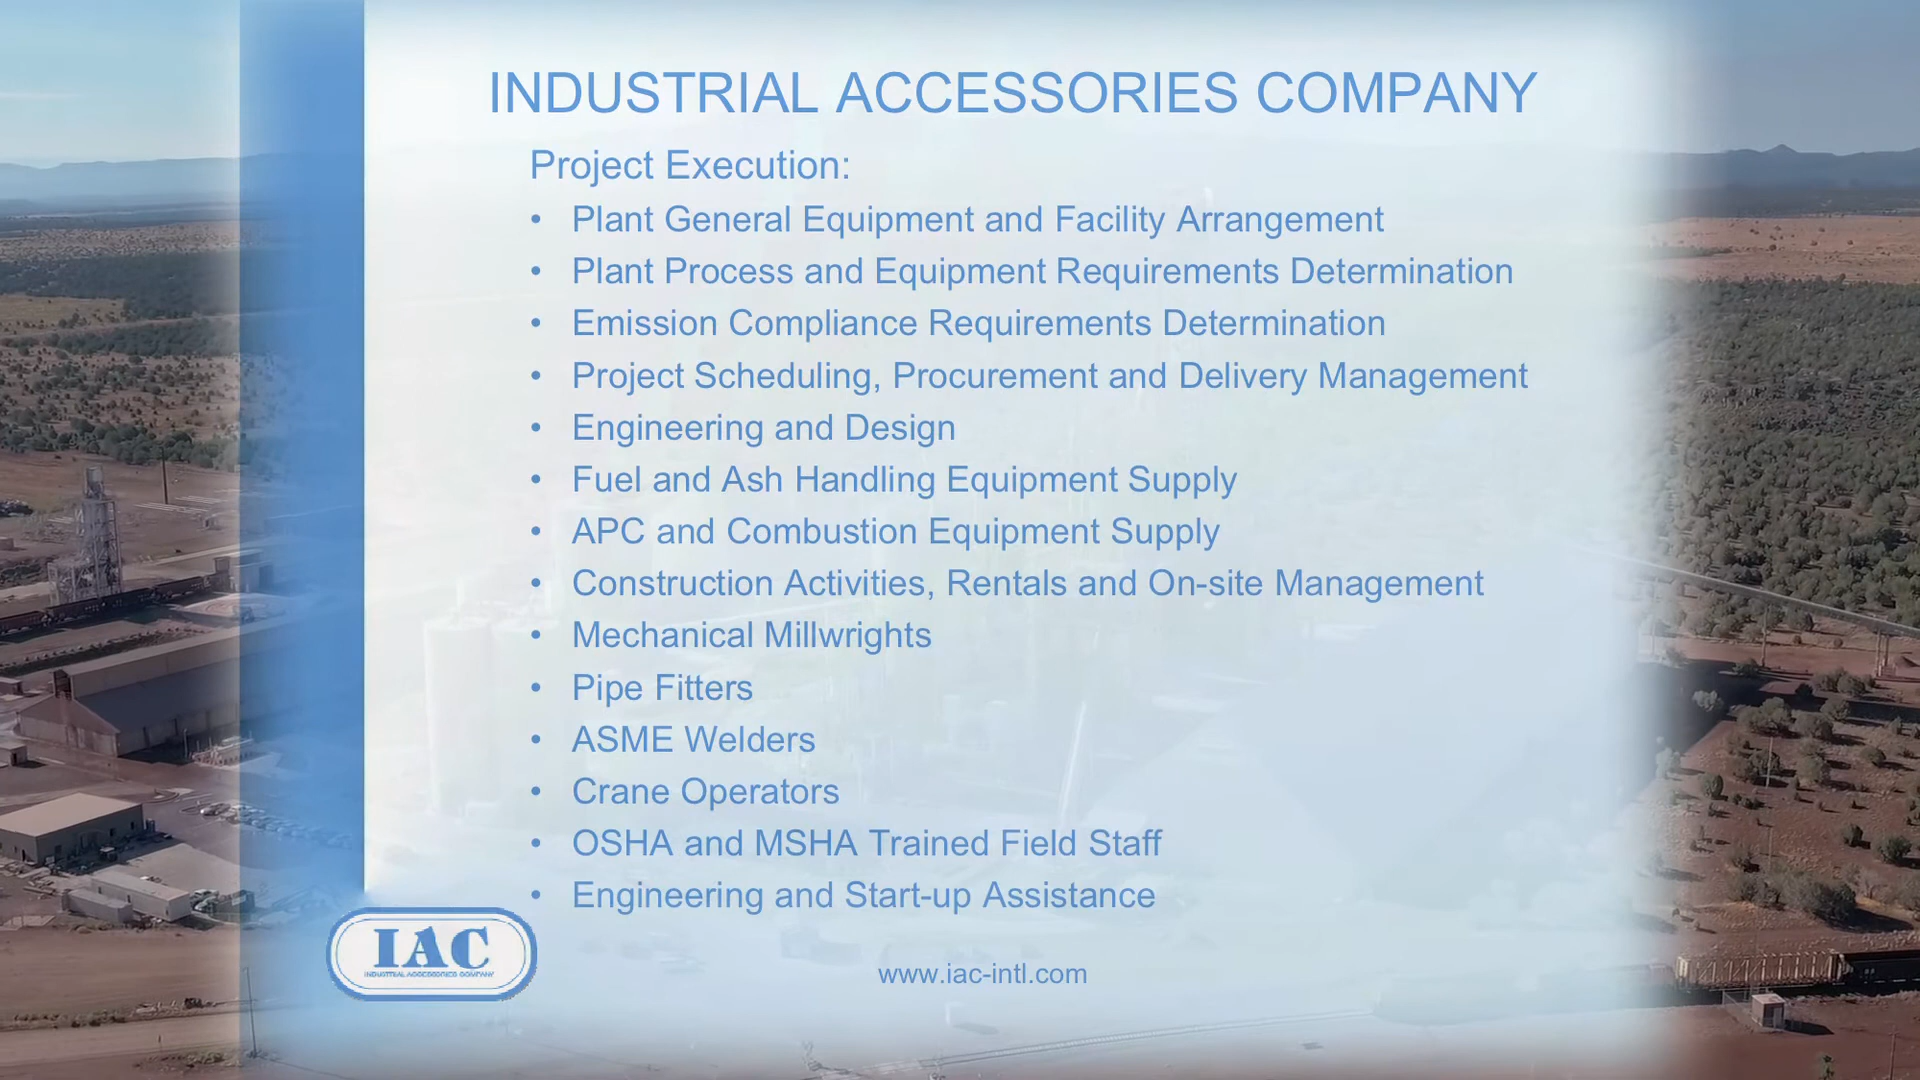 INDUSTRIAL ACCESSORIES COMPANY
Project Execution:
• Plant General Equipment and Facility Arrangement
• Plant Process and Equipment Requirements Determination
• Emission Compliance Requirements Determination
• Project Scheduling, Procurement and Delivery Management
• Engineering and Design
• Fuel and Ash Handling Equipment Supply
• APC and Combustion Equipment Supply
• Construction Activities, Rentals and On-site Management
• Mechanical Millwrights
• Pipe Fitters
• ASME Welders
• Crane Operators
• OSHA and MSHA Trained Field Staff
• Engineering and Start-up Assistance
IAC
INDUSTRIAL ACCESSORIES COMPANY
www.iac-intl.com